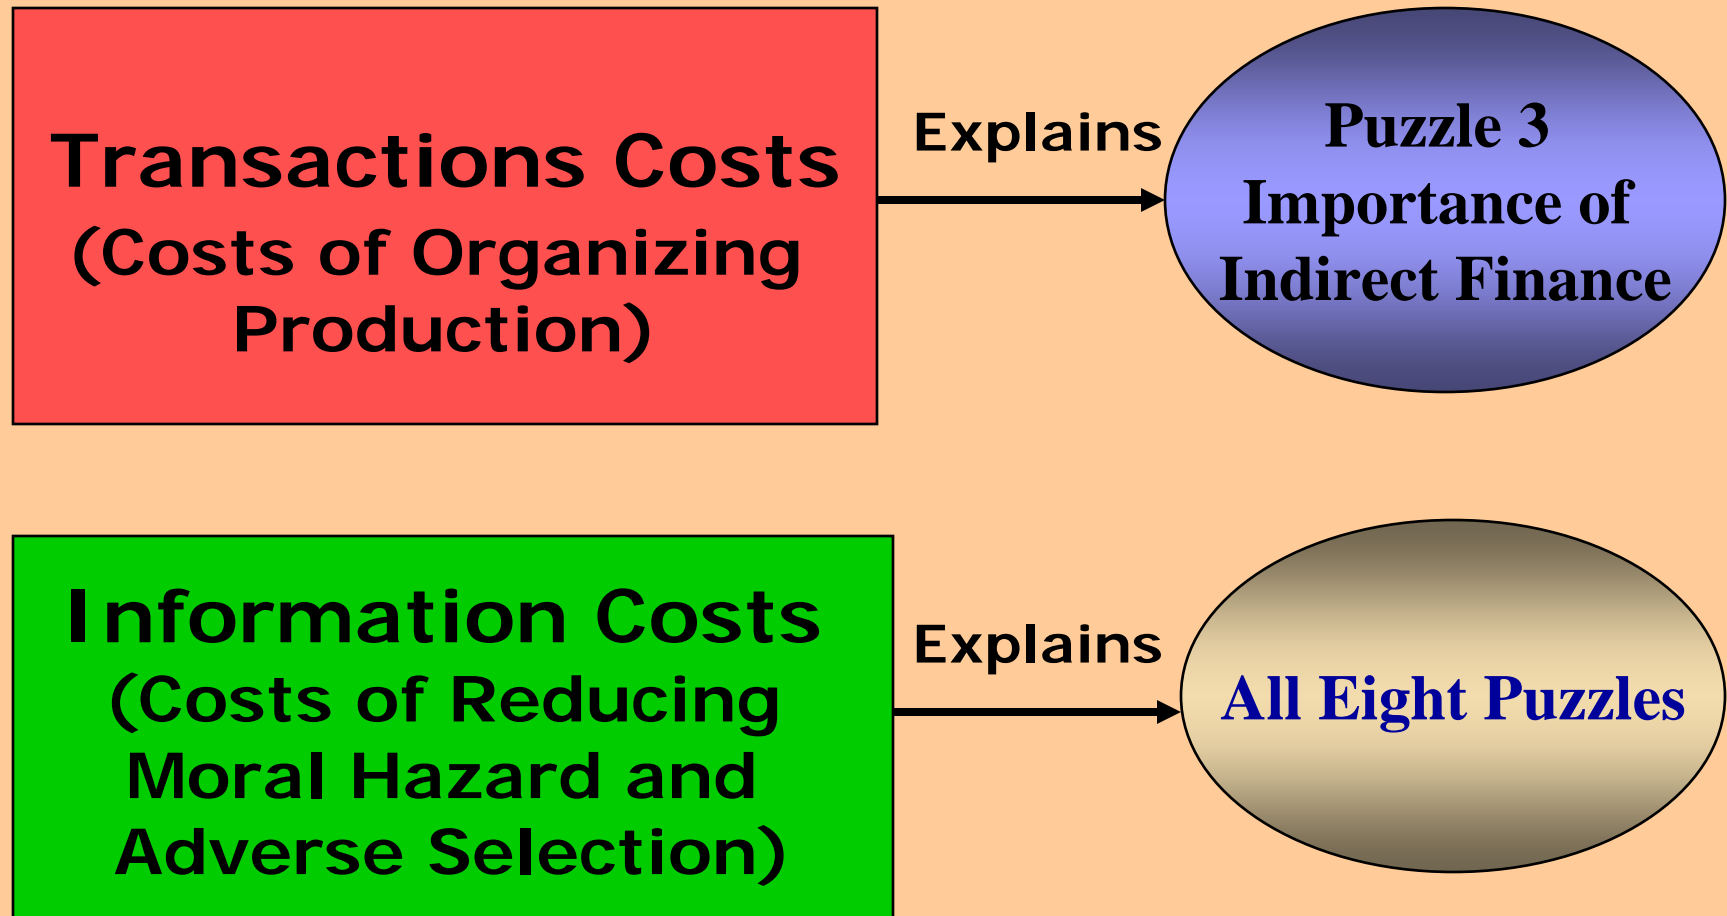 Transactions Costs
(Costs of Organizing
Production)
Explains
Puzzle 3
Importance of
Indirect Finance
Information Costs
(Costs of Reducing
Moral Hazard and
Adverse Selection)
Explains
All Eight Puzzles